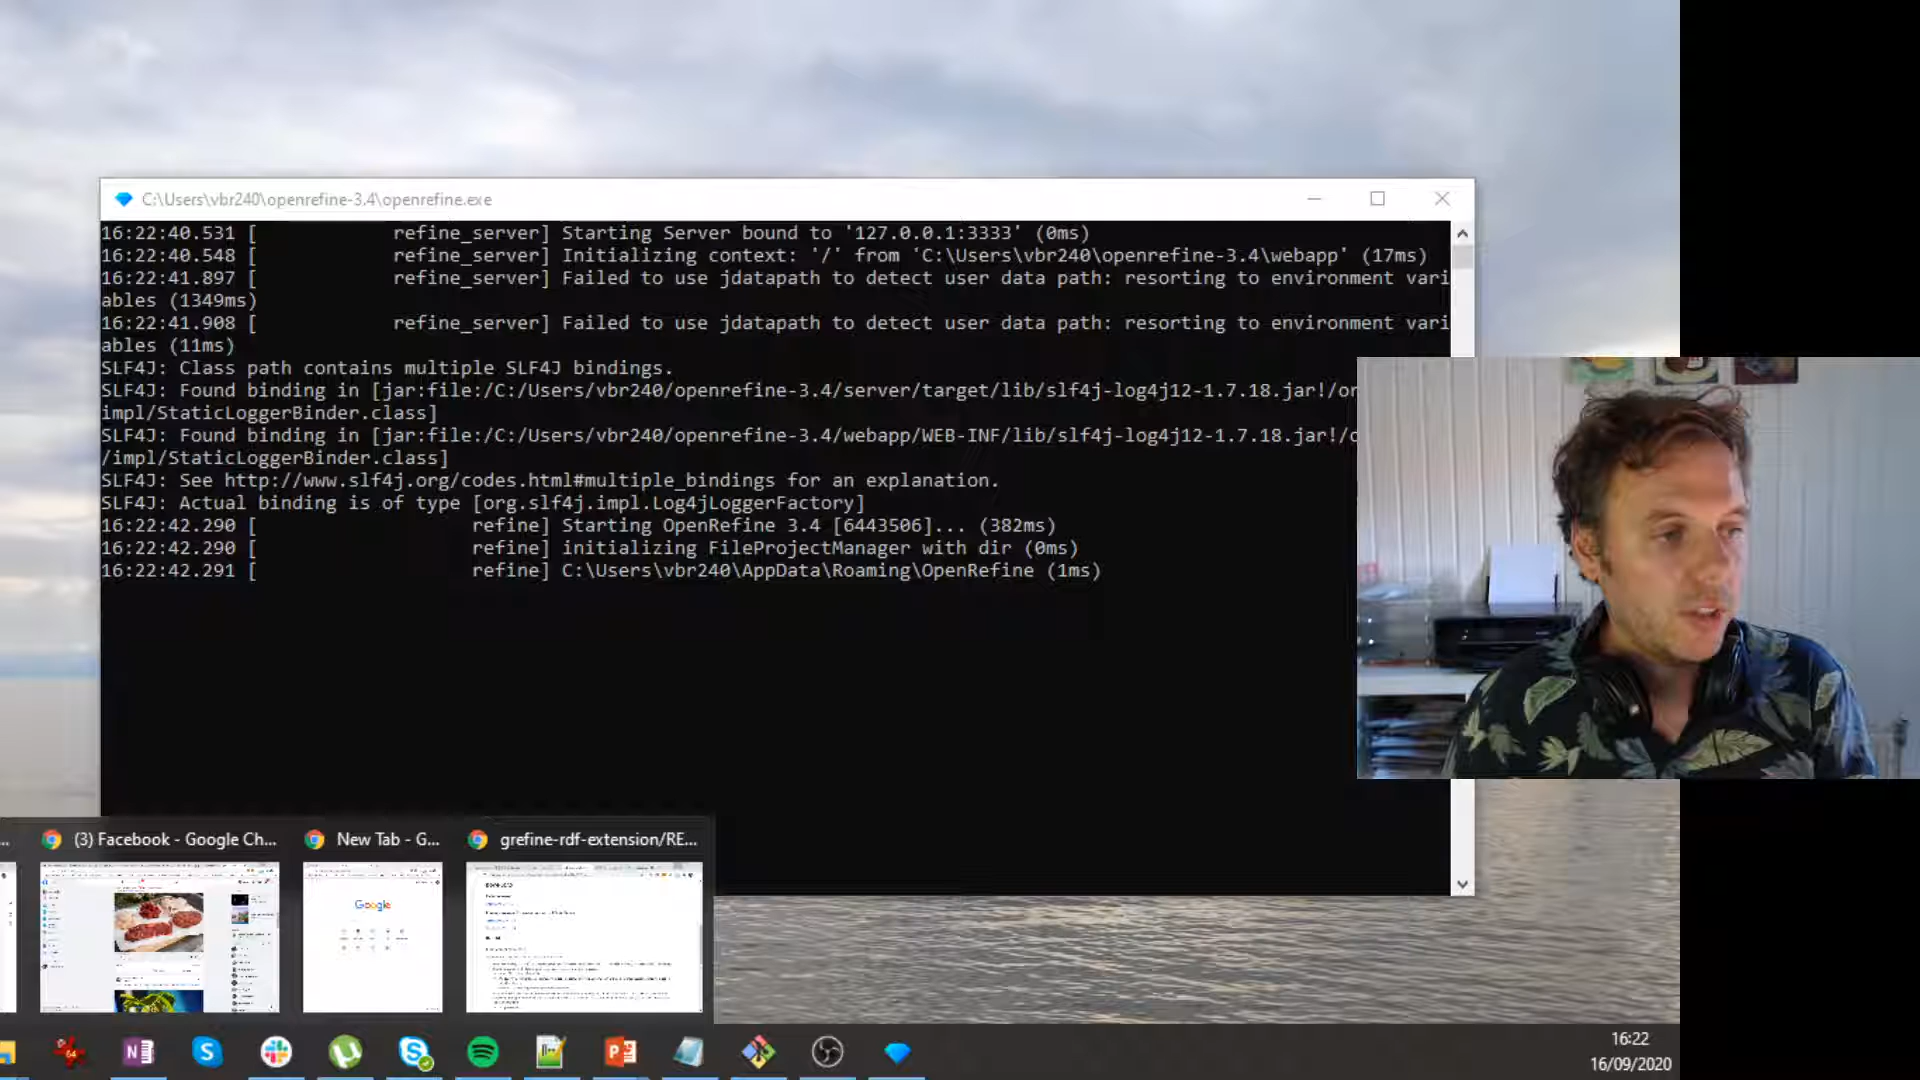 C:\Users\vbr240\openrefine-3.4\openrefine.exe
16:22:40.531 [ refine_server] Starting Server bound to '127.0.0.1:3333' (0ms)
16:22:40.548 [ refine_server] Initializing context: '/' from 'C:\Users\vbr240\openrefine-3.4\webapp' (17ms)
16:22:41.897 [ refine_server] Failed to use jdatapath to detect user data path: resorting to environment vari
ables (1349ms)
16:22:41.908 [ refine_server] Failed to use jdatapath to detect user data path: resorting to environment vari
ables (11ms)
SLF4J: Class path contains multiple SLF4J bindings.
SLF4J: Found binding in [jar:file:/C:/Users/vbr240/openrefine-3.4/server/target/lib/slf4j-log4j12-1.7.18.jar!/or
impl/StaticLoggerBinder.class]
SLF4J: Found binding in [jar:file:/C:/Users/vbr240/openrefine-3.4/webapp/WEB-INF/lib/slf4j-log4j12-1.7.18.jar!/
/impl/StaticLoggerBinder.class]
SLF4J: See http://www.slf4j.org/codes.html#multiple_bindings for an explanation.
SLF4J: Actual binding is of type [org.slf4j.impl.Log4jLoggerFactory]
16:22:42.290 [ refine] Starting OpenRefine 3.4 [6443506]... (382ms)
16:22:42.290 [ refine] initializing FileProjectManager with dir (0ms)
16:22:42.291 [ refine] C:\Users\vbr240\AppData\Roaming\OpenRefine (1ms)
... (3) Facebook - Google Ch... New Tab - G... grefine-rdf-extension/RE...
Google
16:22
16/09/2020